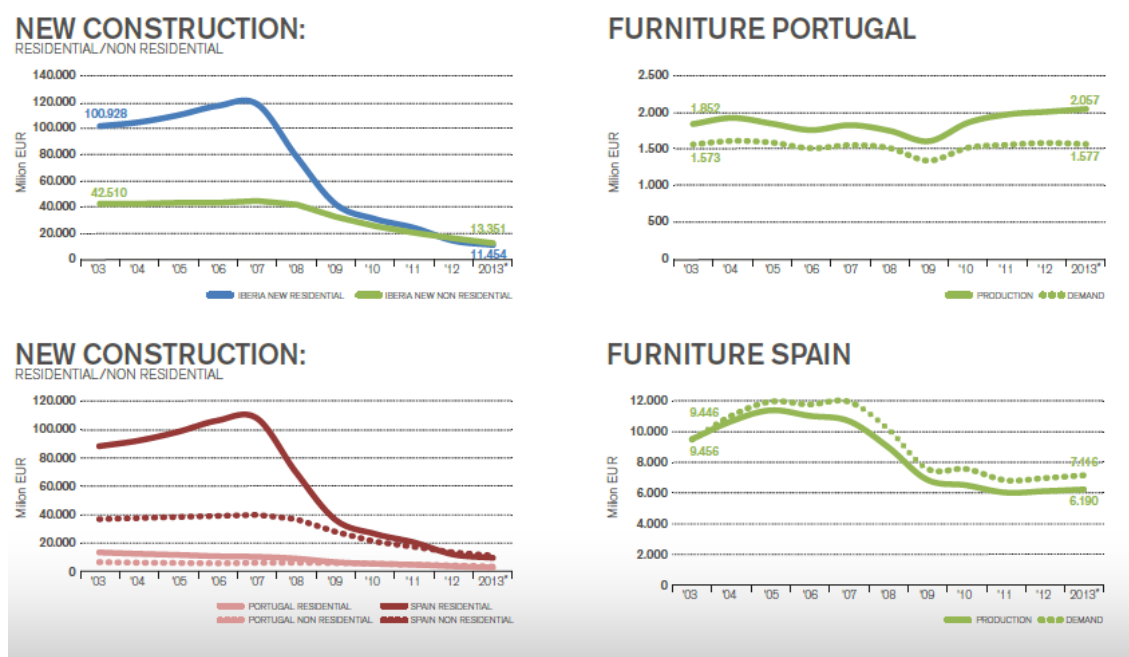 NEW CONSTRUCTION:
RESIDENTIAL/NON RESIDENTIAL
Milion EUR
140.000
120.000
100.000
80.000
60.000
40.000
20.000
0
100.928
42.510
13.351
11.454
'03 '04 '05 '06 '07 '08 '09 '10 '11 '12 2013*
IBERIA NEW RESIDENTIAL IBERIA NEW NON RESIDENTIAL
FURNITURE PORTUGAL
Milion EUR
2.500
2.000
1.500
1.000
500
0
1.852
2.057
1.573
1.577
'03 '04 '05 '06 '07 '08 '09 '10 '11 '12 2013*
PRODUCTION DEMAND
NEW CONSTRUCTION:
RESIDENTIAL/NON RESIDENTIAL
Milion EUR
120.000
100.000
80.000
60.000
40.000
20.000
0
'03 '04 '05 '06 '07 '08 '09 '10 '11 '12 2013*
PORTUGAL RESIDENTIAL SPAIN RESIDENTIAL
PORTUGAL NON RESIDENTIAL SPAIN NON RESIDENTIAL
FURNITURE SPAIN
Milion EUR
12.000
10.000
8.000
6.000
4.000
2.000
0
9.446
9.456
7.116
6.190
'03 '04 '05 '06 '07 '08 '09 '10 '11 '12 2013*
PRODUCTION DEMAND